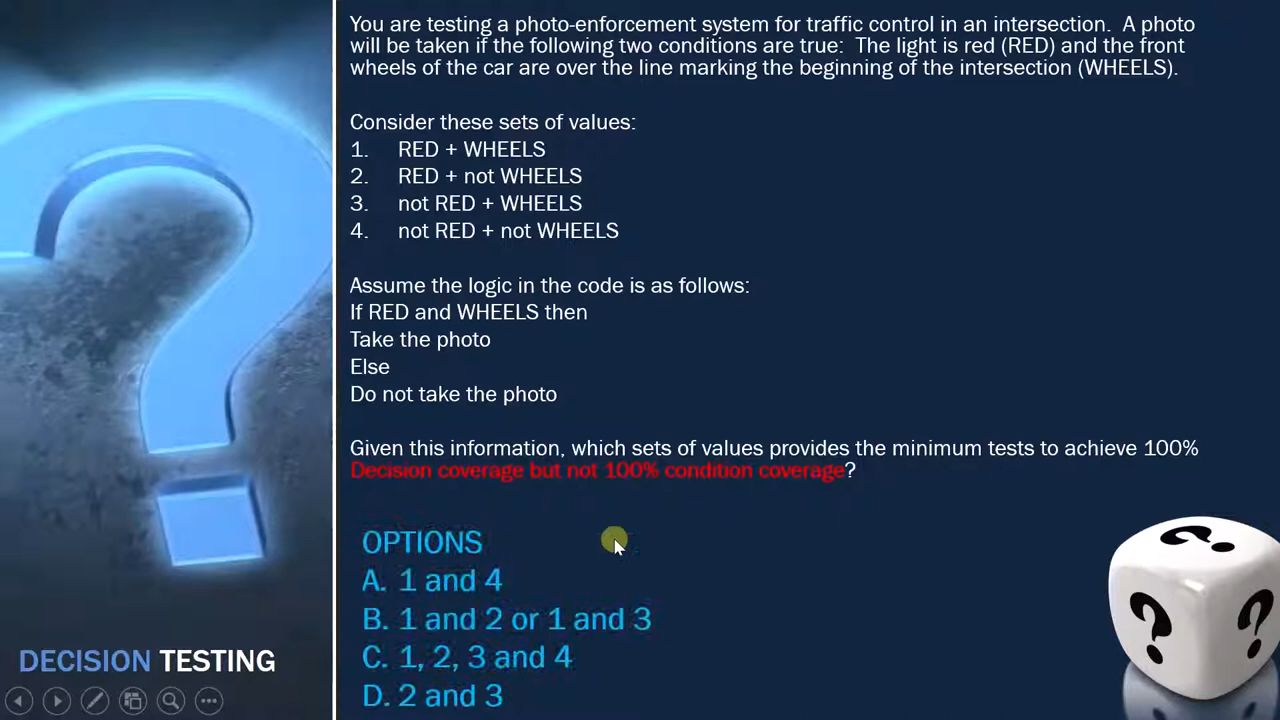 You are testing a photo-enforcement system for traffic control in an intersection. A photo
will be taken if the following two conditions are true: The light is red (RED) and the front
wheels of the car are over the line marking the beginning of the intersection (WHEELS).
Consider these sets of values:
1. RED + WHEELS
2. RED + not WHEELS
3. not RED + WHEELS
4. not RED + not WHEELS
Assume the logic in the code is as follows:
If RED and WHEELS then
Take the photo
Else
Do not take the photo
Given this information, which sets of values provides the minimum tests to achieve 100%
Decision coverage but not 100% condition coverage?
OPTIONS
A. 1 and 4
B. 1 and 2 or 1 and 3
C. 1, 2, 3 and 4
D. 2 and 3
DECISION TESTING